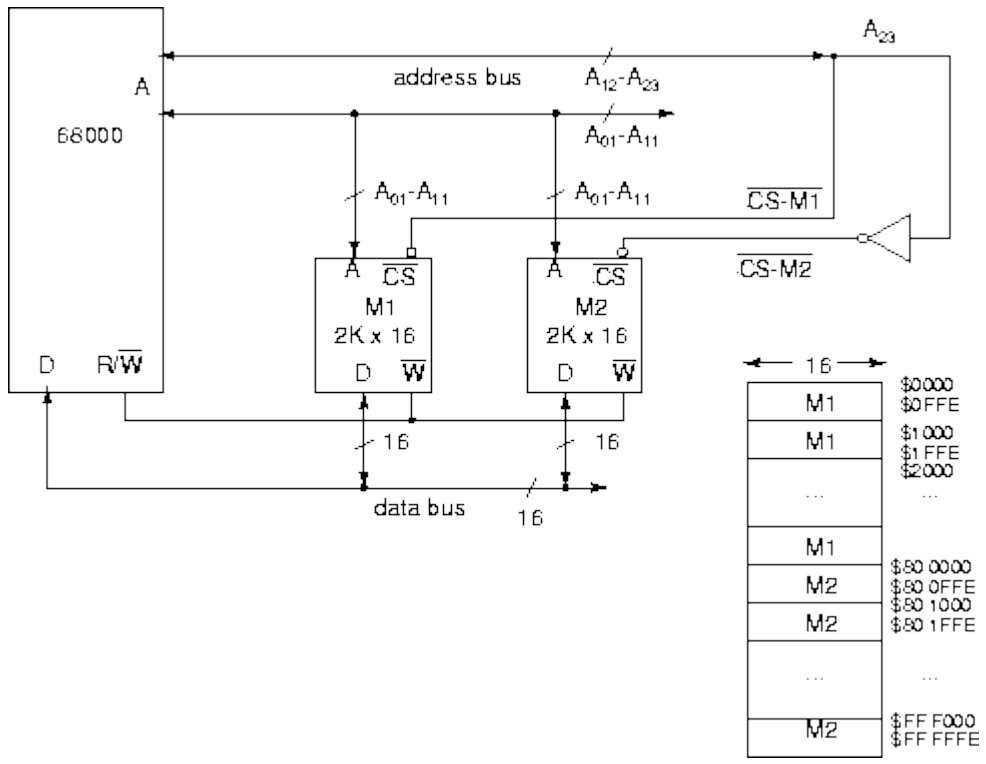 A23
A12-A23
address bus
A
68000
A01-A11
A01-A11
A01-A11
CS-M1
CS-M2
A CS
M1
2K x 16
D W
A CS
M2
2K x 16
D W
D R/W
16
16
data bus
16
16
M1
$0000
$0FFE
M1
$1000
$1FFE
$2000
... ...
M1
M2
$80 0000
$80 0FFE
M2
$80 1000
$80 1FFE
... ...
M2
$FF F000
$FF FFFE